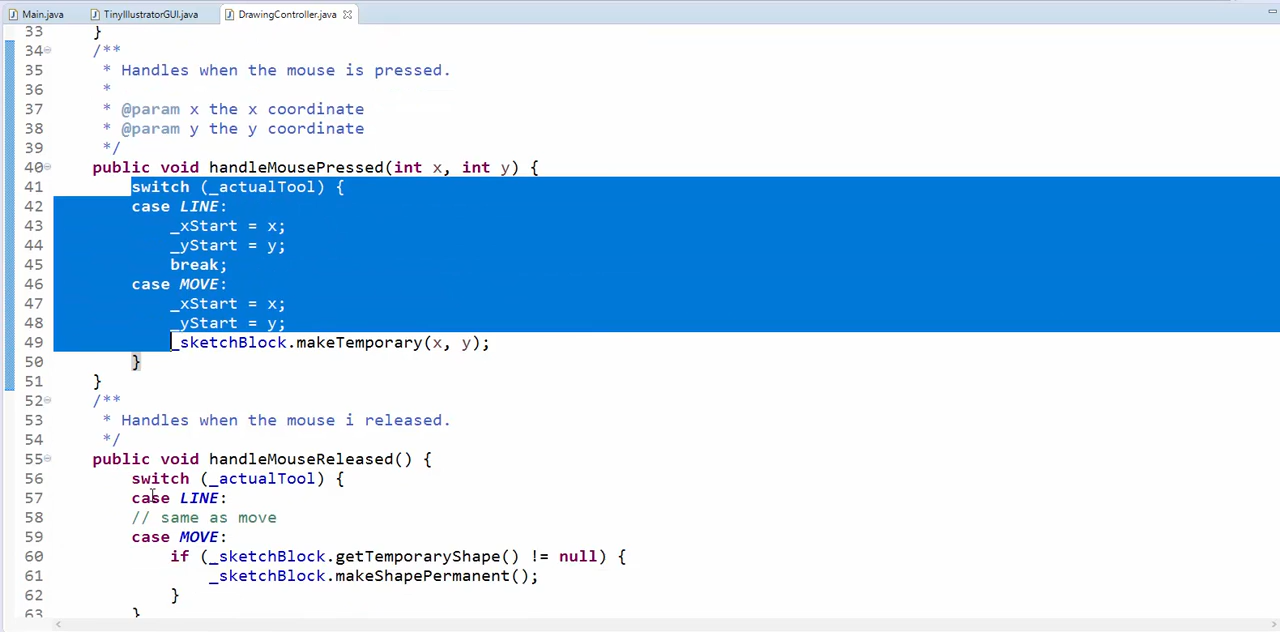 Main.java TinyIllustratorGUI.java DrawingController.java
33 }
34 /**
35 * Handles when the mouse is pressed.
36 *
37 * @param x the x coordinate
38 * @param y the y coordinate
39 */
40 public void handleMousePressed(int x, int y) {
41 switch (_actualTool) {
42 case LINE:
43 _xStart = x;
44 _yStart = y;
45 break;
46 case MOVE:
47 _xStart = x;
48 _yStart = y;
49 _sketchBlock.makeTemporary(x, y);
50 }
51 }
52 /**
53 * Handles when the mouse i released.
54 */
55 public void handleMouseReleased() {
56 switch (_actualTool) {
57 case LINE:
58 // same as move
59 case MOVE:
60 if (_sketchBlock.getTemporaryShape() != null) {
61 _sketchBlock.makeShapePermanent();
62 }
63 }